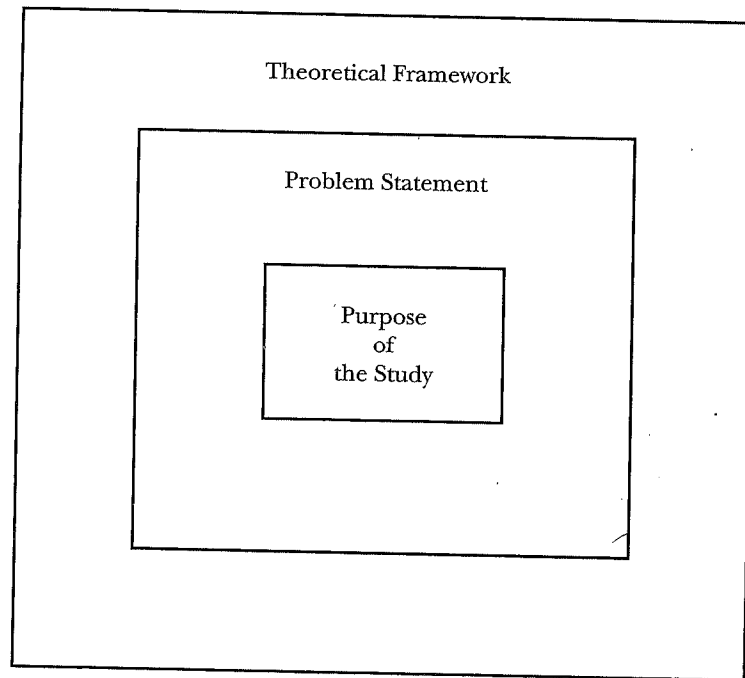 Theoretical Framework
Problem Statement
Purpose
of
the Study